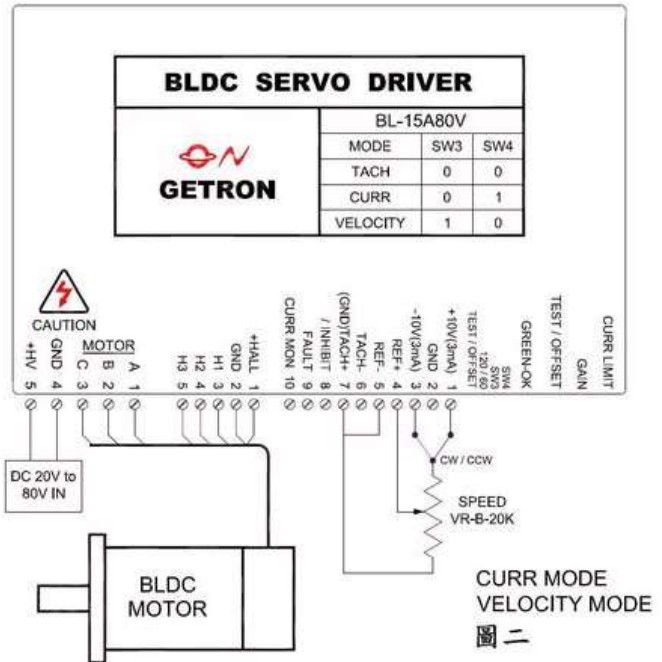 BLDC SERVO DRIVER
GETRON
BL-15A80V
MODE SW3 SW4
TACH 0 0
CURR 0 1
VELOCITY 1 0
CAUTION
MOTOR
+HV 5
GND 4
C 3
B 2
A 1
H3 5
H2 4
H1 3
GND 2
+HALL 1
CURR MON 10
FAULT 9
/ INHIBIT 8
(GND)TACH+ 7
TACH- 6
REF- 5
REF+ 4
-10V(3mA) 3
GND 2
+10V(3mA) 1
TEST / OFFSET
120 / 60
SW3
SW4
GREEN-OK
TEST / OFFSET
GAIN
CURR LIMIT
DC 20V to
80V IN
CW / CCW
SPEED
VR-B-20K
BLDC
MOTOR
CURR MODE
VELOCITY MODE
圖二